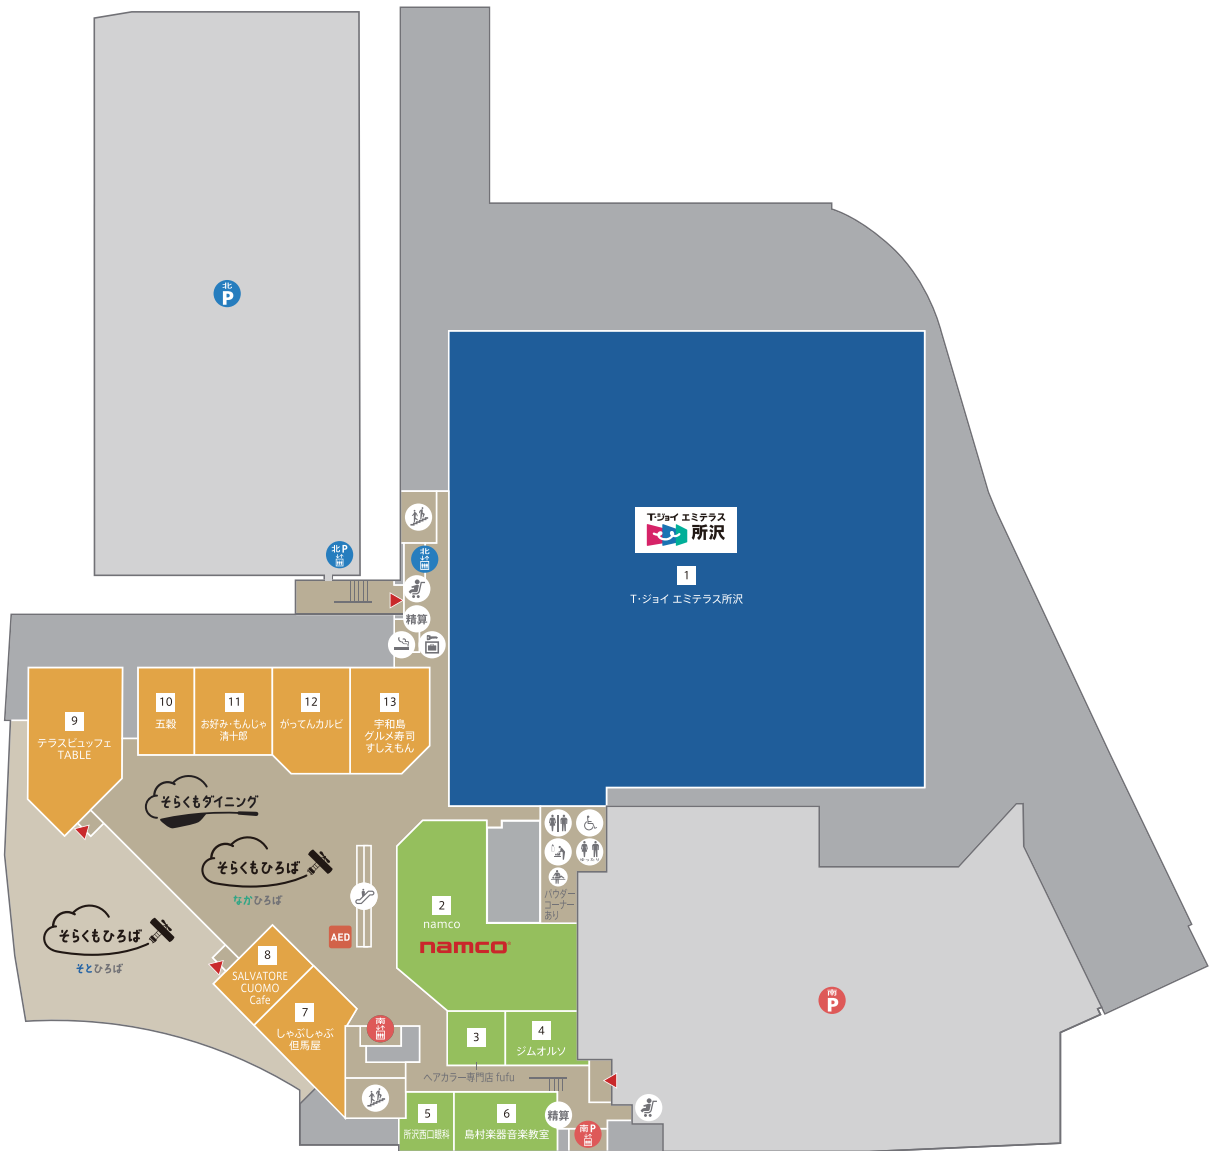 北
P
T・ジョイ エミテラス
所沢
1
T・ジョイ エミテラス所沢
北P
北
精算
9
テラスビュッフェ
TABLE
10
五穀
11
お好み・もんじゃ
清十郎
12
がってんカルビ
13
宇和島
グルメ寿司
すしえもん
そらくもダイニング
そらくもひろば
なかひろば
そらくもひろば
そとひろば
AED
パウダー
コーナー
あり
2
namco
namco
8
SALVATORE
CUOMO
Cafe
7
しゃぶしゃぶ
但馬屋
南
P
南
3
4
ジムオルソ
ヘアカラー専門店 fufu
5
所沢西口眼科
6
島村楽器音楽教室
精算
南P